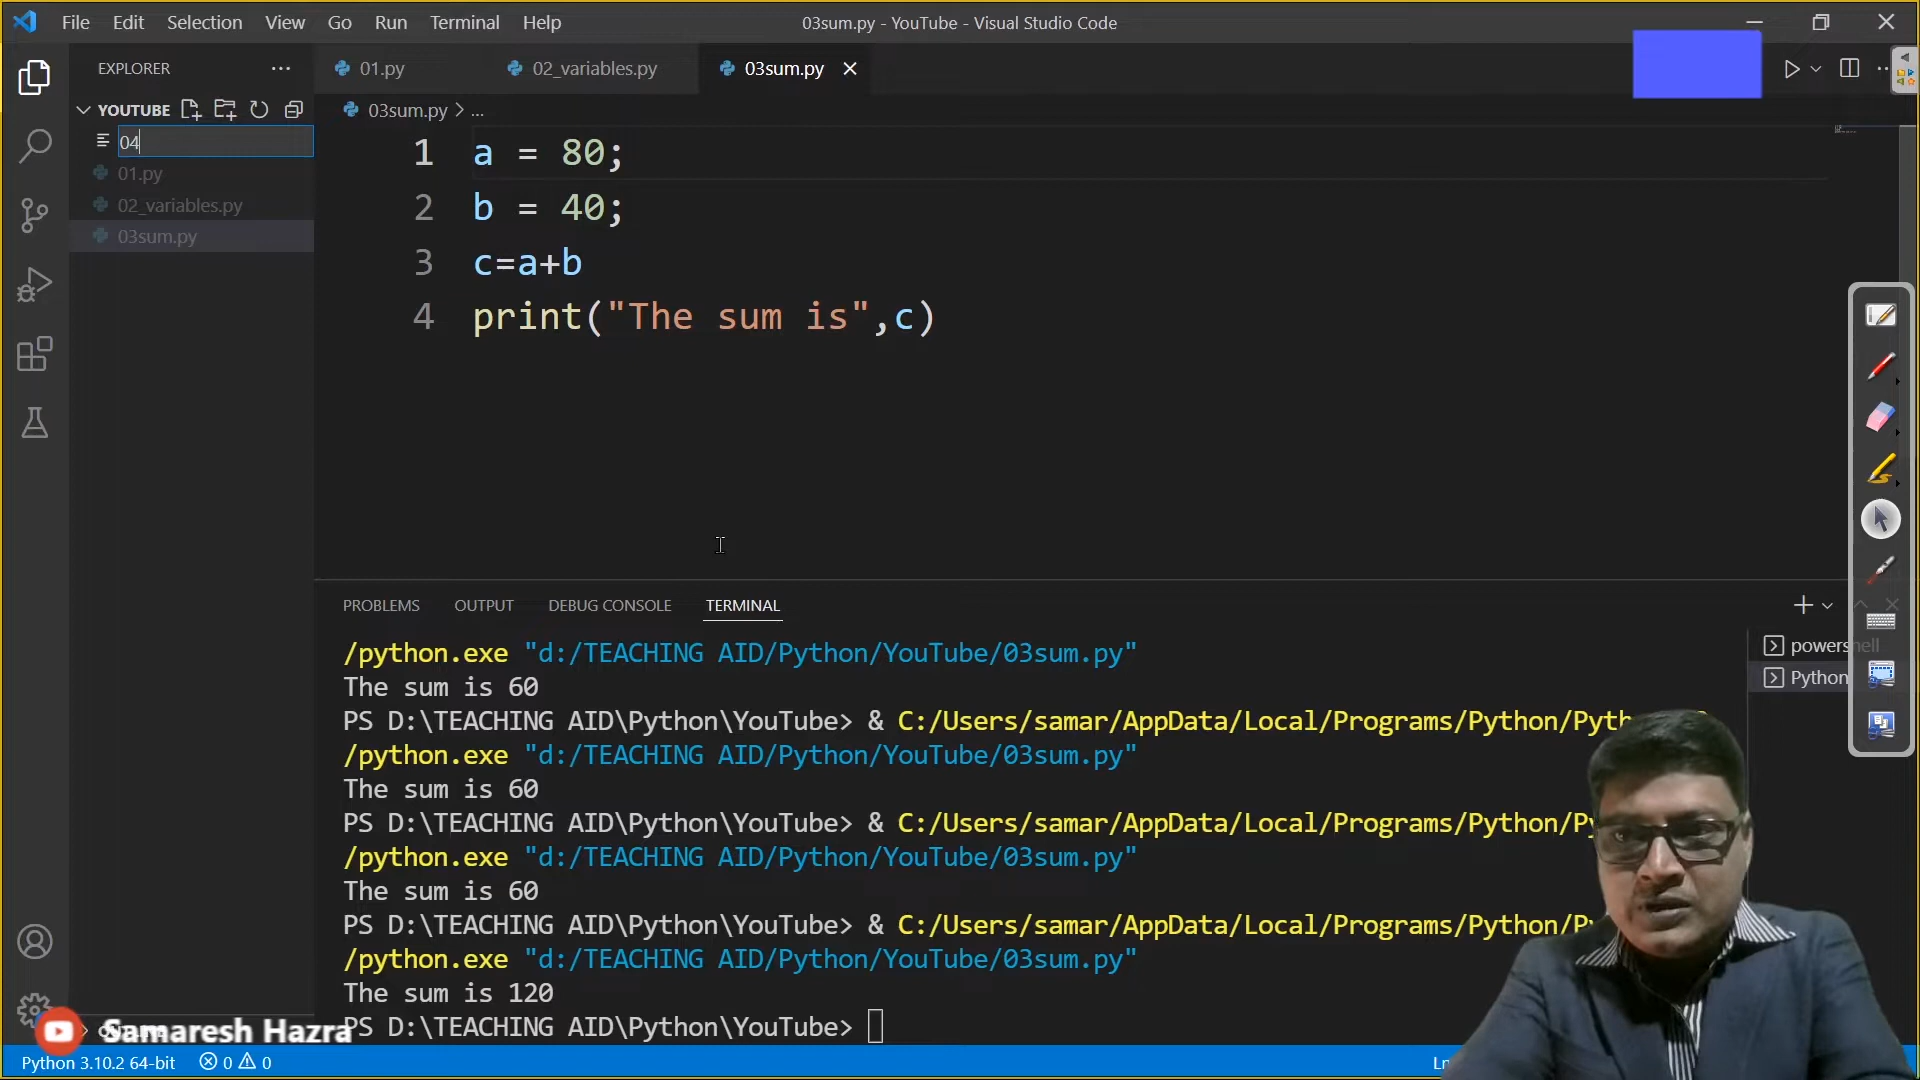 File Edit Selection View Go Run Terminal Help
03sum.py - YouTube - Visual Studio Code
EXPLORER
YOUTUBE
04
01.py
02_variables.py
03sum.py
01.py 02_variables.py 03sum.py
03sum.py > ...
1 a = 80;
2 b = 40;
3 c=a+b
4 print("The sum is",c)
PROBLEMS OUTPUT DEBUG CONSOLE TERMINAL
/python.exe "d:/TEACHING AID/Python/YouTube/03sum.py"
The sum is 60
PS D:\TEACHING AID\Python\YouTube> & C:/Users/samar/AppData/Local/Programs/Python/Pyth
/python.exe "d:/TEACHING AID/Python/YouTube/03sum.py"
The sum is 60
PS D:\TEACHING AID\Python\YouTube> & C:/Users/samar/AppData/Local/Programs/Python/Py
/python.exe "d:/TEACHING AID/Python/YouTube/03sum.py"
The sum is 60
PS D:\TEACHING AID\Python\YouTube> & C:/Users/samar/AppData/Local/Programs/Python/Py
/python.exe "d:/TEACHING AID/Python/YouTube/03sum.py"
The sum is 120
PS D:\TEACHING AID\Python\YouTube>
powershell
Python
Samaresh Hazra
Python 3.10.2 64-bit 0 0